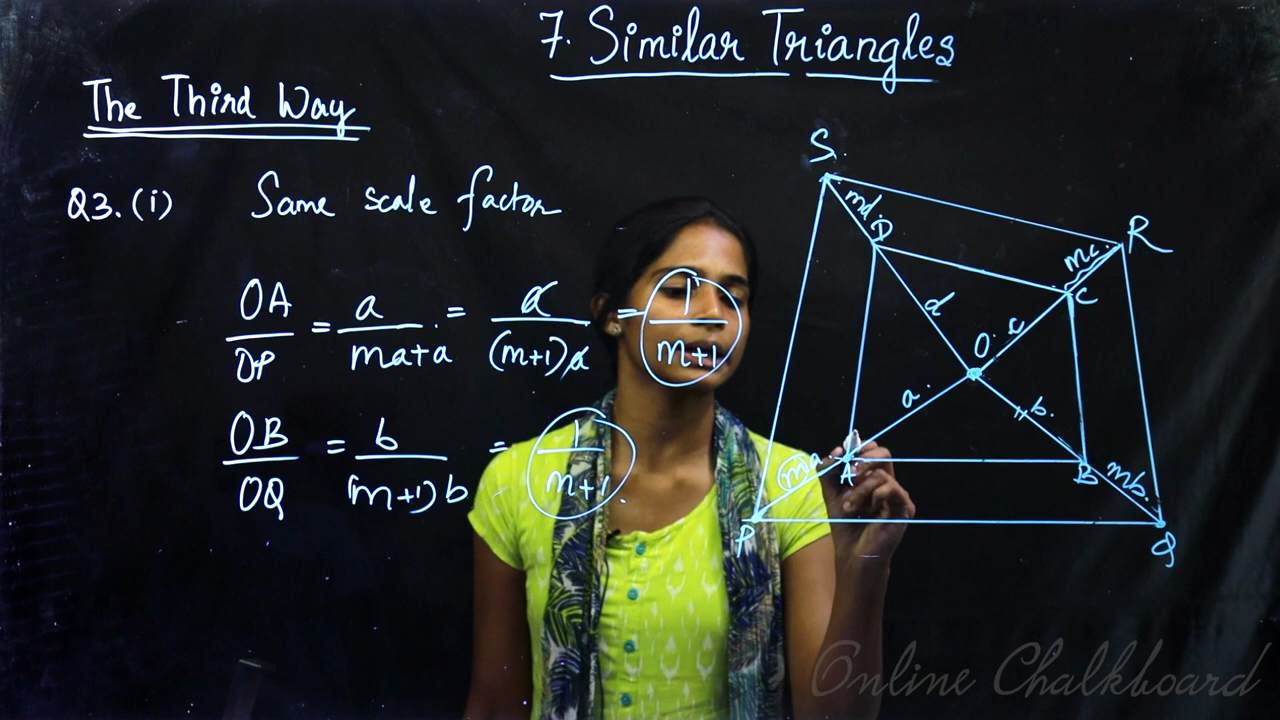 7. Similar Triangles
The Third Way
Q3. (i) Same scale factor
OA/OP = a/ma+a = a/(m+1)a = 1/m+1
OB/OQ = b/(m+1)b = 1/m+1.
S.
md.
D
R
mc.
C
d
O.
c
a.
b.
ma.
A.
B
mb.
P
Q
Online Chalkboard